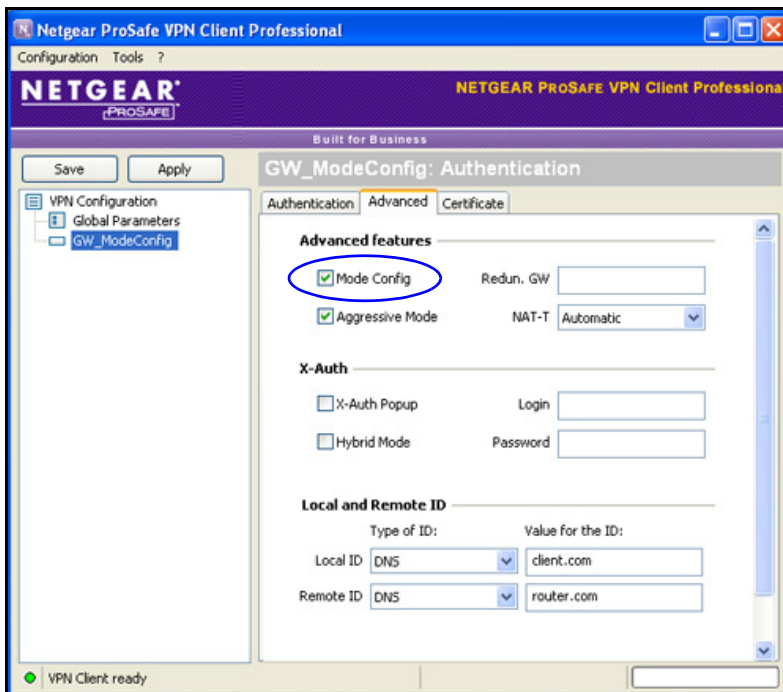 Netgear ProSafe VPN Client Professional
Configuration Tools ?
NETGEAR PROSAFE
NETGEAR PROSAFE VPN Client Professiona
Built for Business
Save Apply
VPN Configuration
Global Parameters
GW_ModeConfig
GW_ModeConfig: Authentication
Authentication Advanced Certificate
Advanced features
Mode Config Redun. GW
Aggressive Mode NAT-T Automatic
X-Auth
X-Auth Popup Login
Hybrid Mode Password
Local and Remote ID
Type of ID: Value for the ID:
Local ID DNS client.com
Remote ID DNS router.com
VPN Client ready